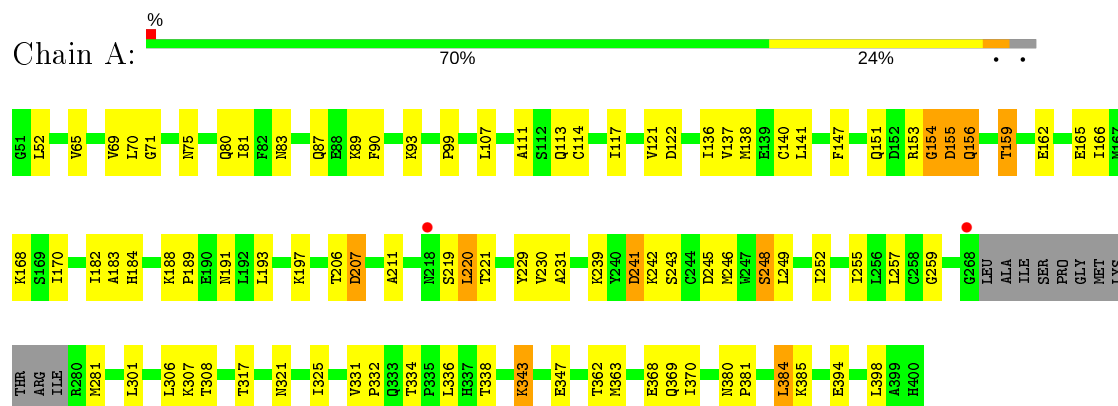 %
Chain A:
70% 24% • •
G51 L52 V65 V69 L70 G71 N75 Q80 I81 F82 N83 Q87 E88 K89 F90 K93 P99 L107 A111 S112 Q113 C114 I117 V121 D122 I136 V137 M138 E139 C140 L141 F147 Q151 D152 R153 G154 D155 Q156 T159 E162 E165 I166 M167
K168 S169 I170 I182 A183 H184 K188 P189 E190 N191 L192 L193 K197 T206 D207 A211 N218 S219 L220 T221 Y229 V230 A231 K239 Y240 D241 K242 S243 C244 D245 M246 W247 S248 L249 I252 I255 L256 L257 C258 G259 G268 LEU ALA ILE SER PRO GLY MET LYS
THR ARG ILE R280 M281 L301 L306 K307 T308 T317 N321 I325 V331 P332 Q333 T334 P335 L336 H337 T338 K343 E347 T362 M363 E368 Q369 I370 N380 P381 L384 K385 E394 L398 A399 H400